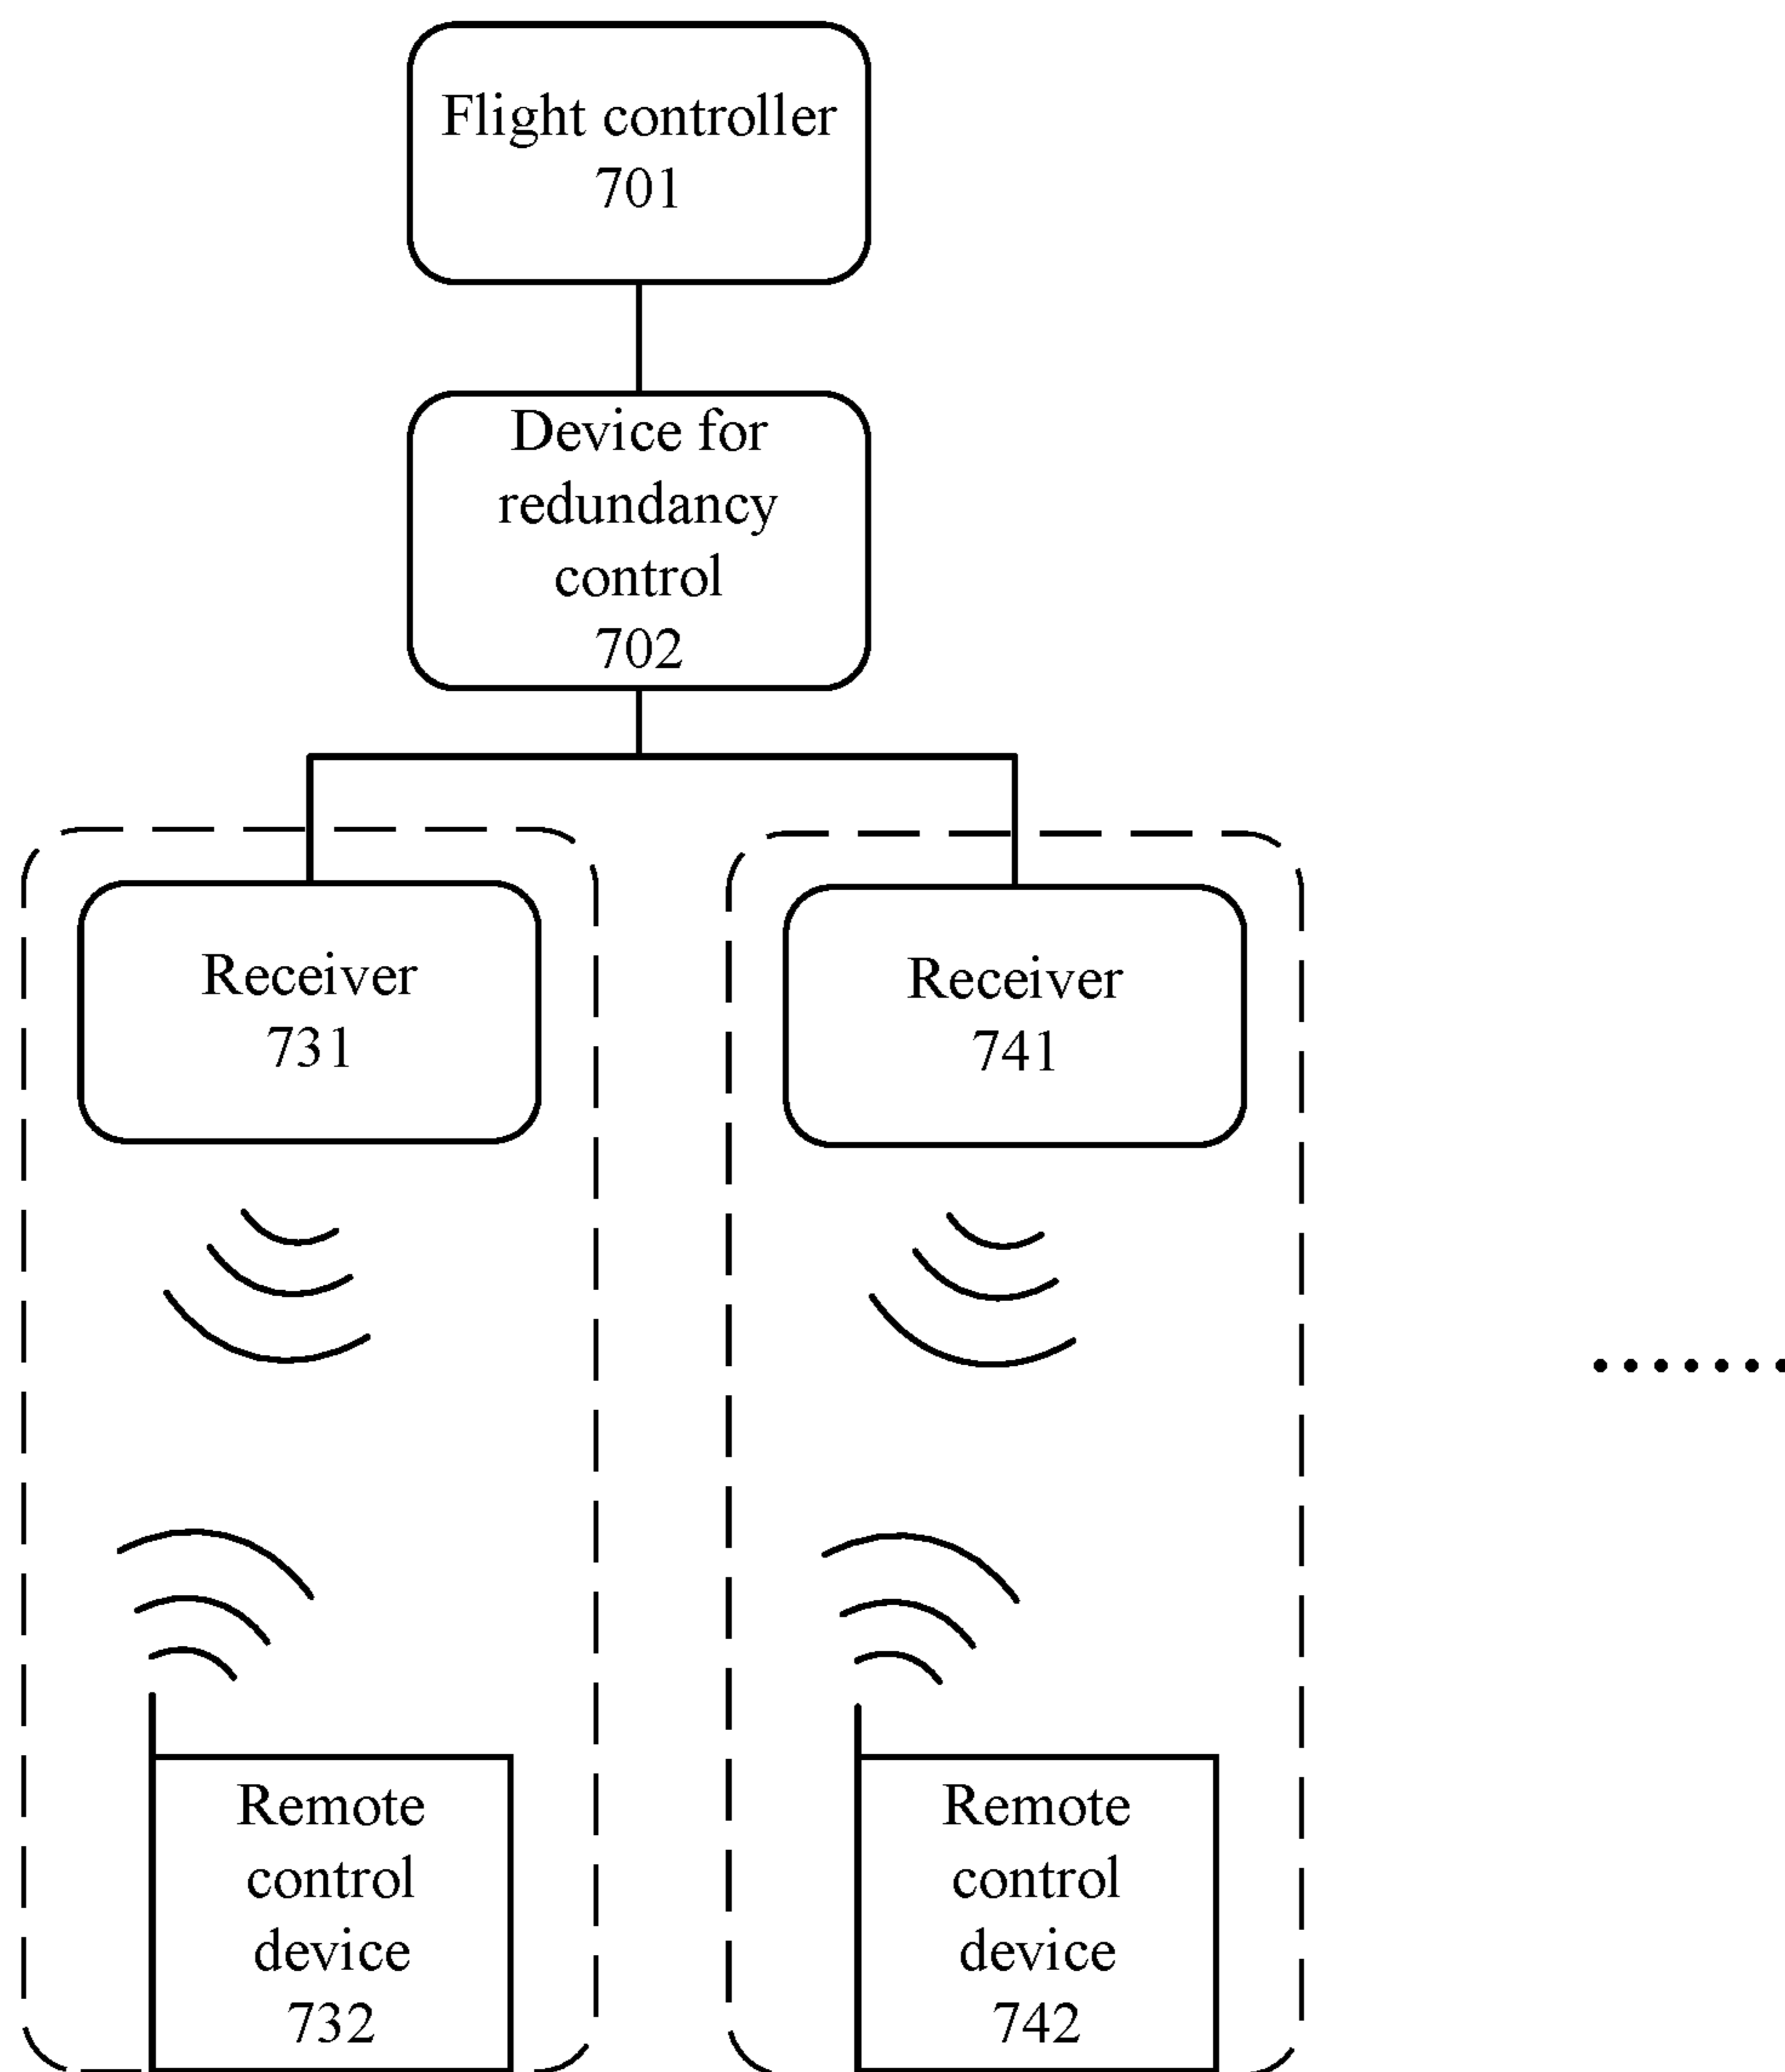 Flight controller
701
Device for
redundancy
control
702
Receiver
731
Receiver
741
Remote
control
device
732
Remote
control
device
742